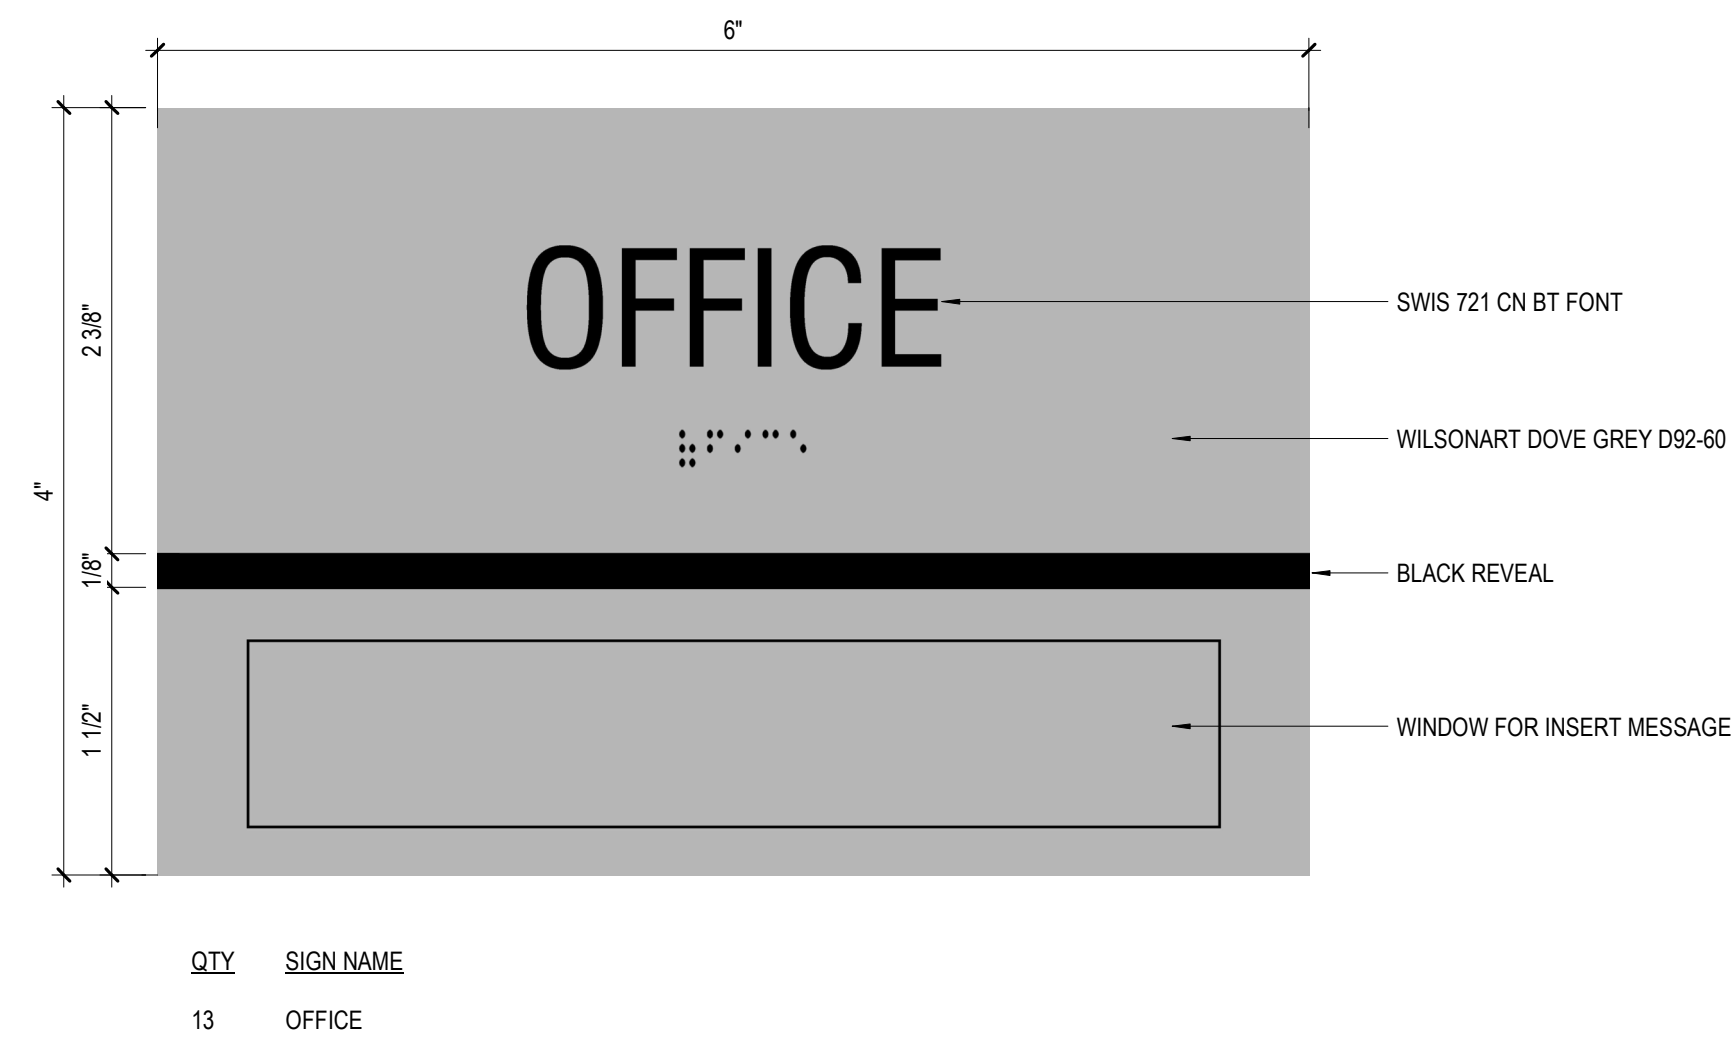 6"
OFFICE
⠷⠋⠊⠉⠑
2 3/8"
4"
1/8"
1 1/2"
SWIS 721 CN BT FONT
WILSONART DOVE GREY D92-60
BLACK REVEAL
WINDOW FOR INSERT MESSAGE
QTY SIGN NAME
13 OFFICE